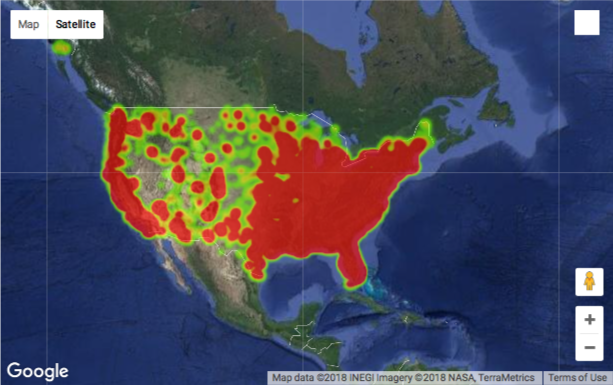 Map Satellite
Google
Map data ©2018 INEGI Imagery ©2018 NASA, TerraMetrics Terms of Use